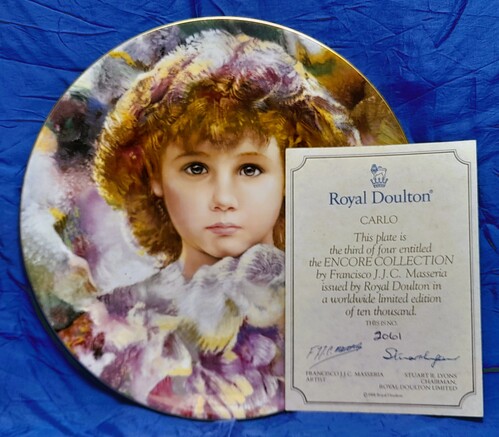 Royal Doulton®
CARLO
This plate is
the third of four entitled
the ENCORE COLLECTION
by Francisco J.J.C. Masseria
issued by Royal Doulton in
a worldwide limited edition
of ten thousand.
THIS IS NO.
2061
FRANCISCO J.J.C. MASSERIA
ARTIST
STUART R. LYONS
CHAIRMAN,
ROYAL DOULTON LIMITED